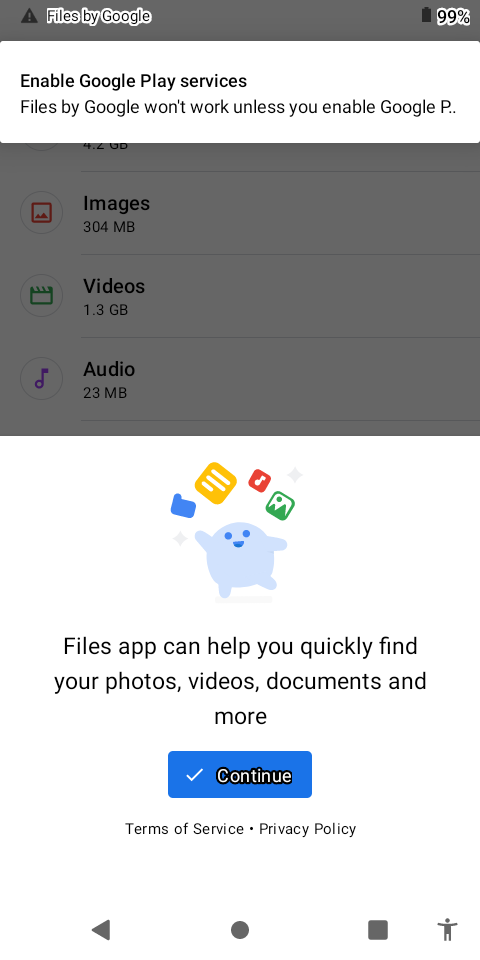 Files by Google
99%
Enable Google Play services
Files by Google won't work unless you enable Google P..
4.2 GB
Images
304 MB
Videos
1.3 GB
Audio
23 MB
Files app can help you quickly find
your photos, videos, documents and
more
Continue
Terms of Service • Privacy Policy